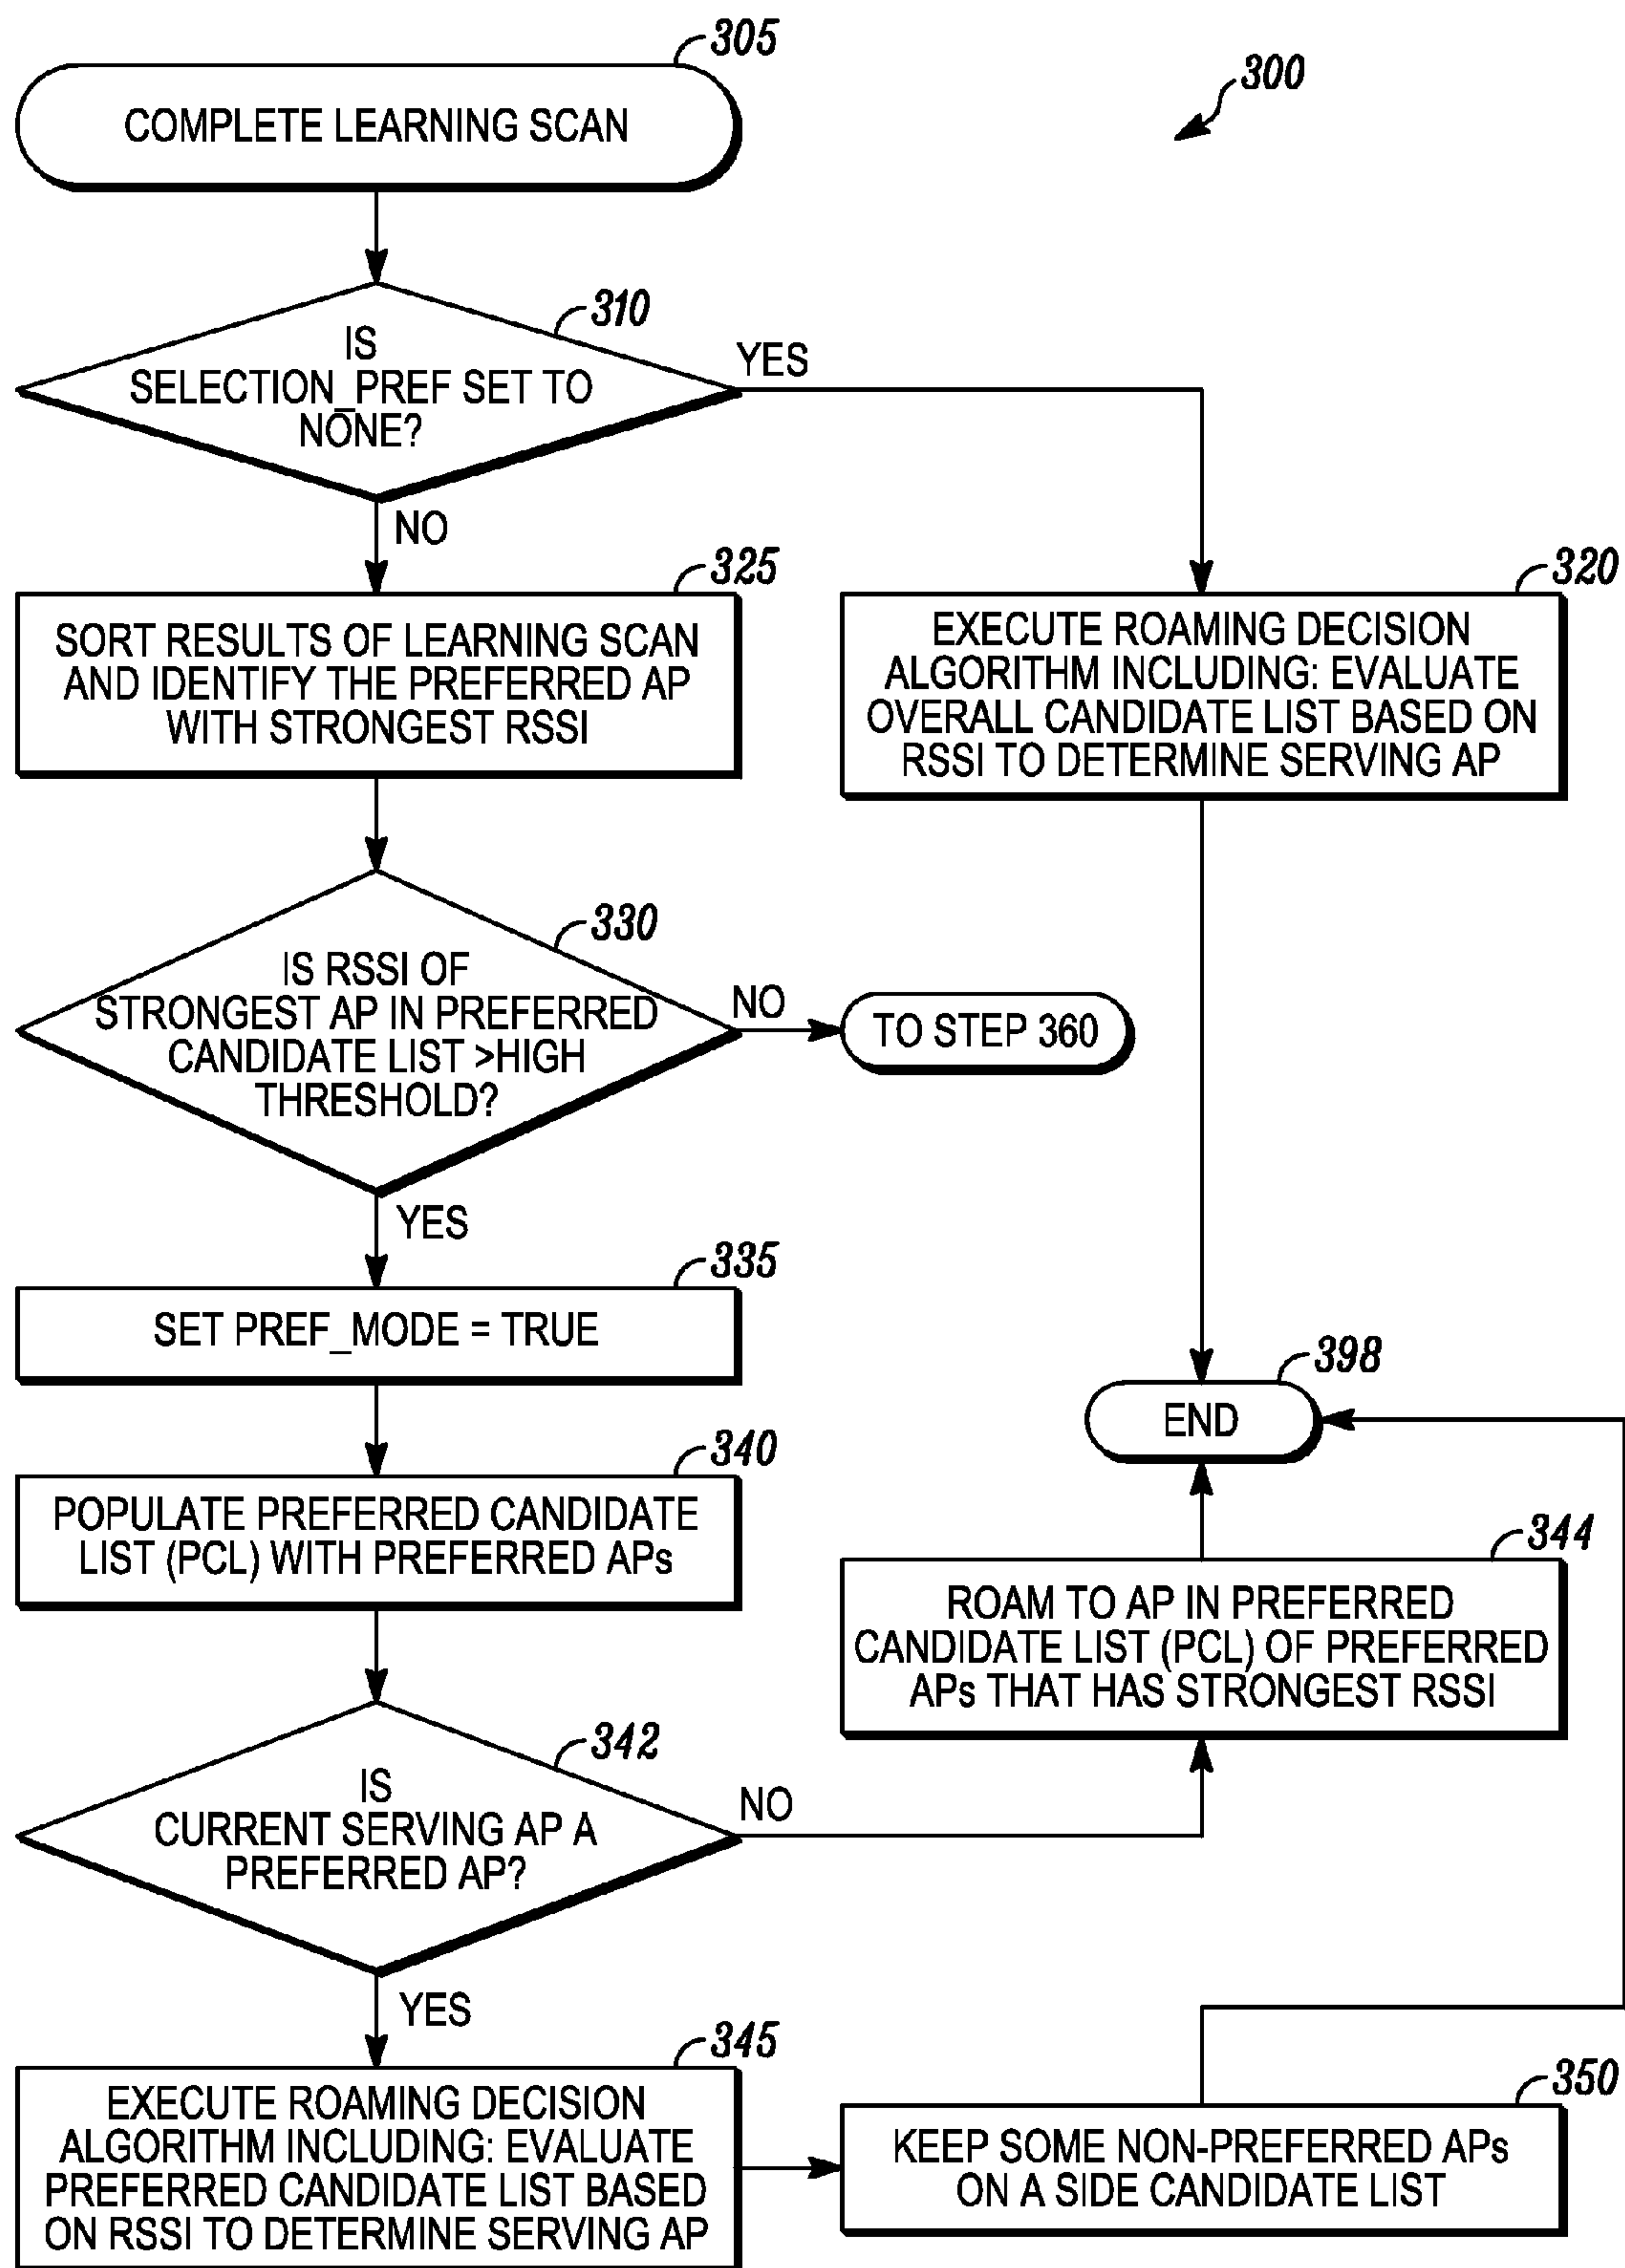 305
COMPLETE LEARNING SCAN
300
310
IS
SELECTION_PREF SET TO
NONE?
YES
NO
325
SORT RESULTS OF LEARNING SCAN
AND IDENTIFY THE PREFERRED AP
WITH STRONGEST RSSI
320
EXECUTE ROAMING DECISION
ALGORITHM INCLUDING: EVALUATE
OVERALL CANDIDATE LIST BASED ON
RSSI TO DETERMINE SERVING AP
330
IS RSSI OF
STRONGEST AP IN PREFERRED
CANDIDATE LIST >HIGH
THRESHOLD?
NO
TO STEP 360
YES
335
SET PREF_MODE = TRUE
398
END
340
POPULATE PREFERRED CANDIDATE
LIST (PCL) WITH PREFERRED APs
344
ROAM TO AP IN PREFERRED
CANDIDATE LIST (PCL) OF PREFERRED
APs THAT HAS STRONGEST RSSI
342
IS
CURRENT SERVING AP A
PREFERRED AP?
NO
YES
345
EXECUTE ROAMING DECISION
ALGORITHM INCLUDING: EVALUATE
PREFERRED CANDIDATE LIST BASED
ON RSSI TO DETERMINE SERVING AP
350
KEEP SOME NON-PREFERRED APs
ON A SIDE CANDIDATE LIST